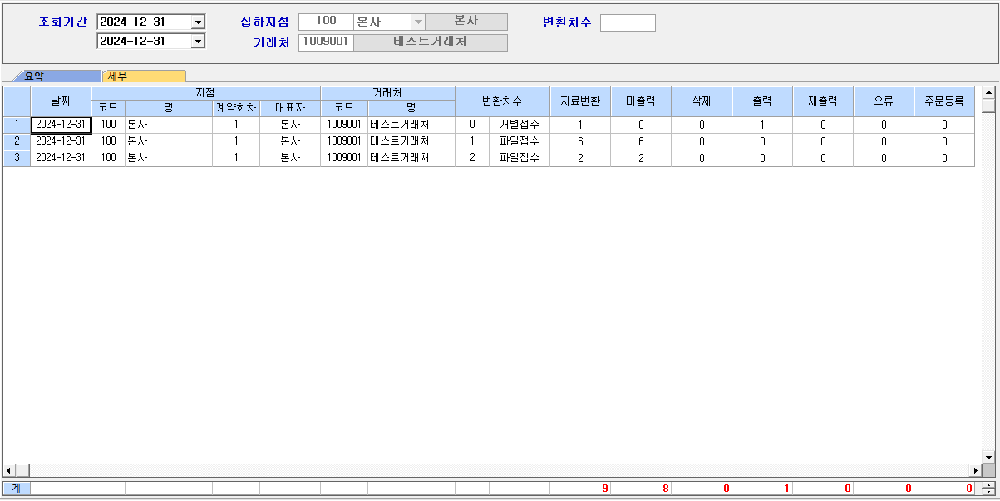 조회기간 2024-12-31 집하지점 100 본사 본사 변환차수
2024-12-31 거래처 1009001 테스트거래처
요약 세부
날짜 지점 거래처 변환차수 자료변환 미출력 삭제 출력 재출력 오류 주문등록
코드 명 계약회차 대표자 코드 명
1 2024-12-31 100 본사 1 본사 1009001 테스트거래처 0 개별접수 1 0 0 1 0 0 0
2 2024-12-31 100 본사 1 본사 1009001 테스트거래처 1 파일접수 6 6 0 0 0 0 0
3 2024-12-31 100 본사 1 본사 1009001 테스트거래처 2 파일접수 2 2 0 0 0 0 0
계 9 8 0 1 0 0 0